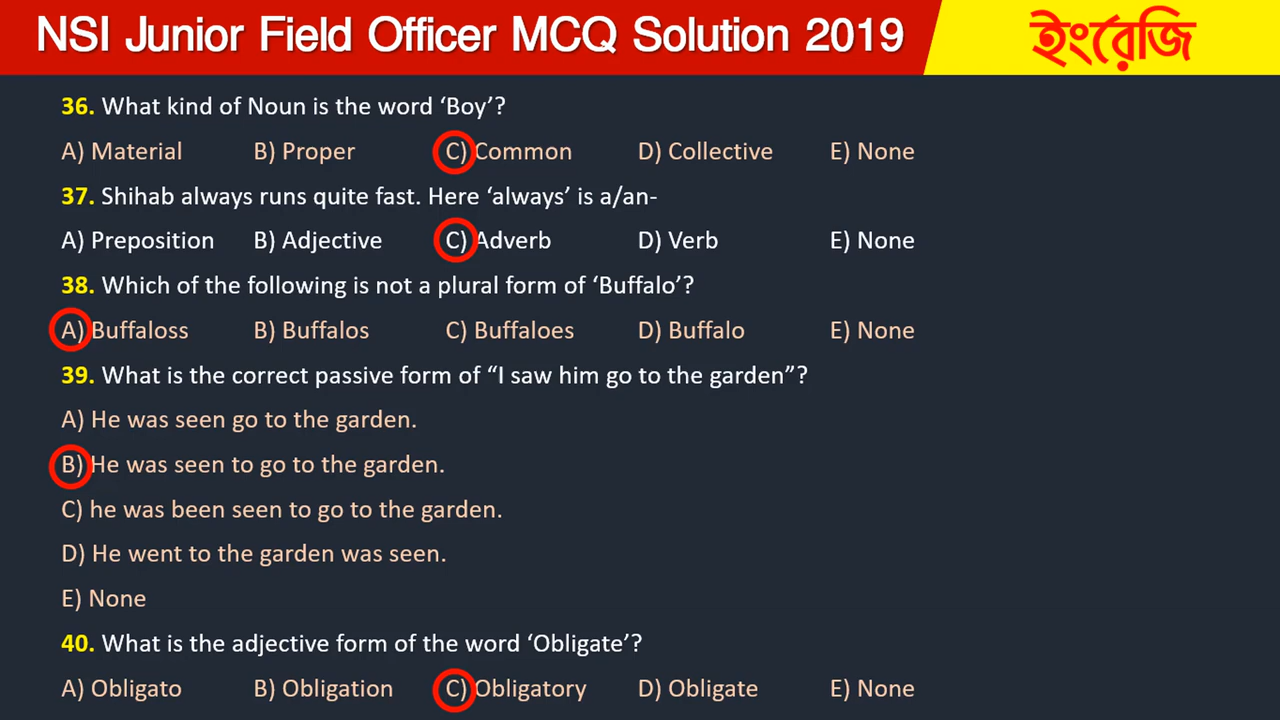 NSI Junior Field Officer MCQ Solution 2019 ইংরেজি
36. What kind of Noun is the word ‘Boy’?
A) Material B) Proper C) Common D) Collective E) None
37. Shihab always runs quite fast. Here ‘always’ is a/an-
A) Preposition B) Adjective C) Adverb D) Verb E) None
38. Which of the following is not a plural form of ‘Buffalo’?
A) Buffaloss B) Buffalos C) Buffaloes D) Buffalo E) None
39. What is the correct passive form of “I saw him go to the garden”?
A) He was seen go to the garden.
B) He was seen to go to the garden.
C) he was been seen to go to the garden.
D) He went to the garden was seen.
E) None
40. What is the adjective form of the word ‘Obligate’?
A) Obligato B) Obligation C) Obligatory D) Obligate E) None